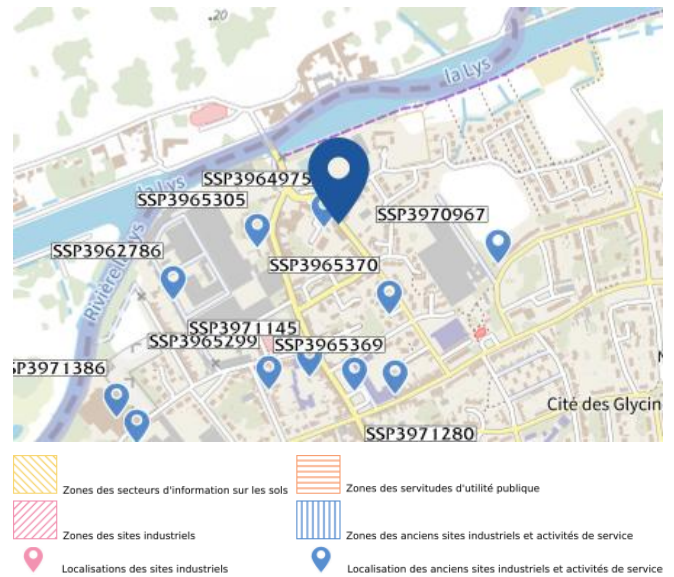 .20
la Lys
la Lys
Rivière Lys
SSP3964975
SSP3965305
SSP3970967
SSP3962786
SSP3965370
SSP3971145
SSP3965299
SSP3965369
SP3971386
Cité des Glycin
SSP3971280
Zones des secteurs d'information sur les sols
Zones des servitudes d'utilité publique
Zones des sites industriels
Zones des anciens sites industriels et activités de service
Localisations des sites industriels
Localisation des anciens sites industriels et activités de service